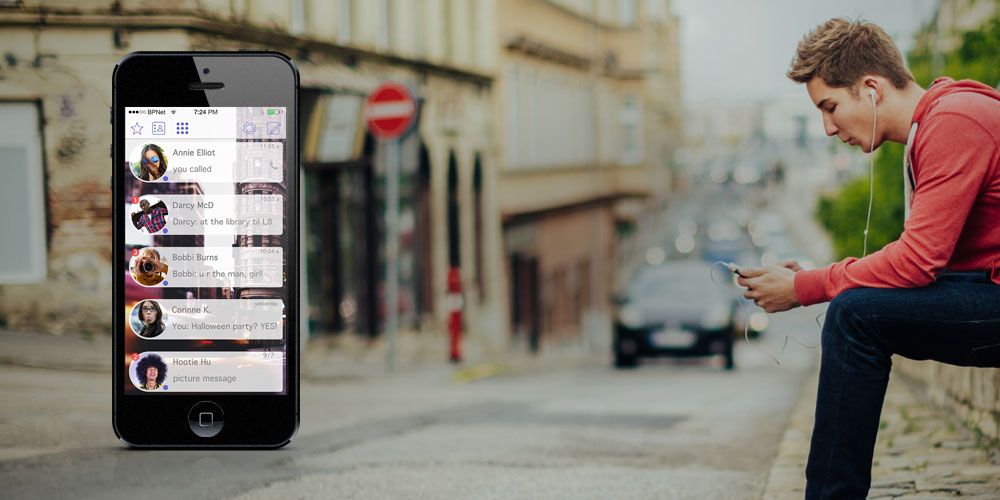 BPNet 7:24 PM
Annie Elliot
you called
Darcy McD
Darcy: at the library til L8
Bobbi Burns
Bobbi: u r the man, girl!
yesterday
Corinne K.
You: Halloween party? YES!
Hootie Hu
9/7
picture message